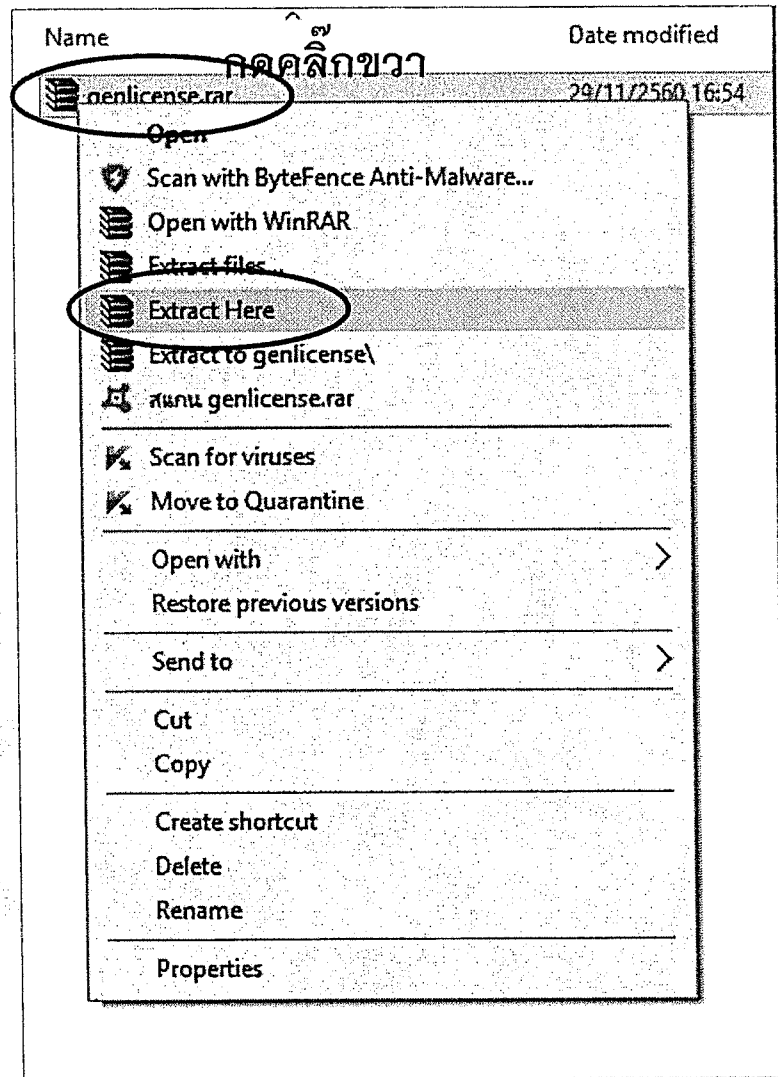 Name Date modified
กดคลิ๊กขวา
genlicense.rar 29/11/2560 16:54
Open
Scan with ByteFence Anti-Malware...
Open with WinRAR
Extract files...
Extract Here
Extract to genlicense\
สแกน genlicense.rar
Scan for viruses
Move to Quarantine
Open with
Restore previous versions
Send to
Cut
Copy
Create shortcut
Delete
Rename
Properties